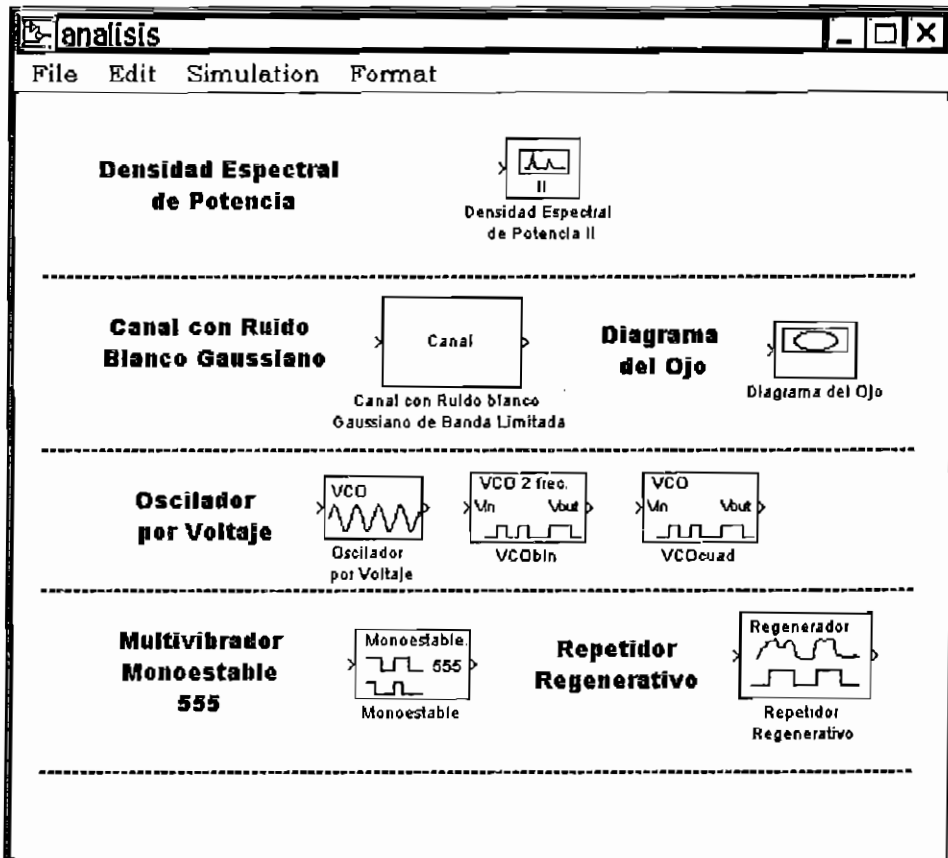 analisis
File Edit Simulation Format
Densidad Espectral
de Potencia
II
Densidad Espectral
de Potencia II
Canal con Ruido
Blanco Gaussiano
Canal
Canal con Ruido blanco
Gaussiano de Banda Limitada
Diagrama
del Ojo
Diagrama del Ojo
Oscilador
por Voltaje
VCO
Oscilador
por Voltaje
VCO 2 frec.
Vin Vout
VCObin
VCO
Vin Vout
VCOcuad
Multivibrador
Monoestable
555
Monoestable.
555
Monoestable
Repetidor
Regenerativo
Regenerador
Repetidor
Regenerativo